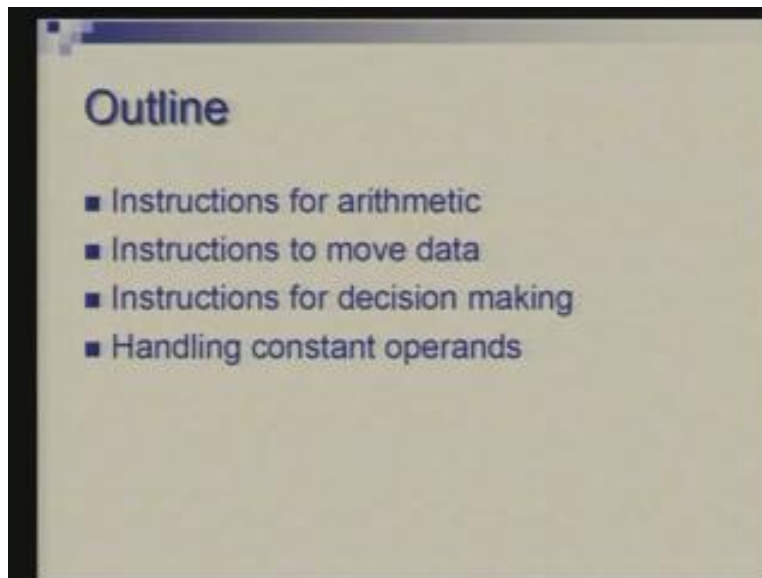 Outline
Instructions for arithmetic
Instructions to move data
Instructions for decision making
Handling constant operands